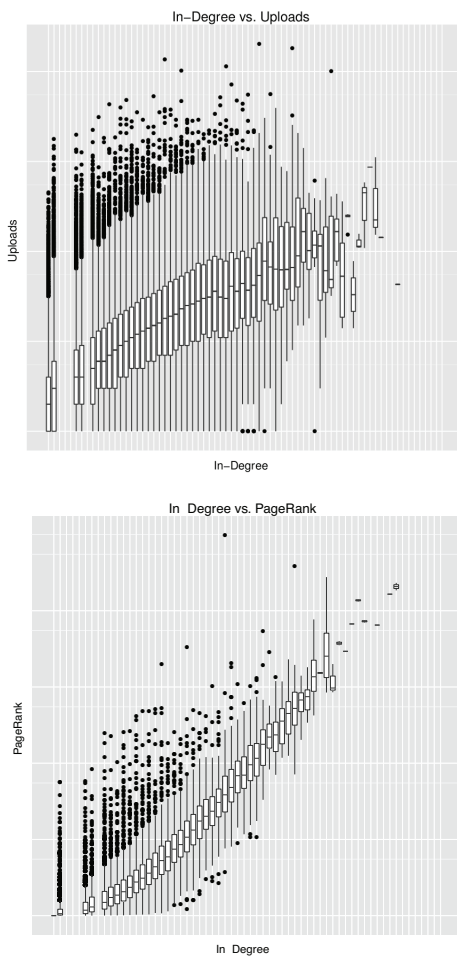 In−Degree vs. Uploads
Uploads
In−Degree
In Degree vs. PageRank
PageRank
In Degree